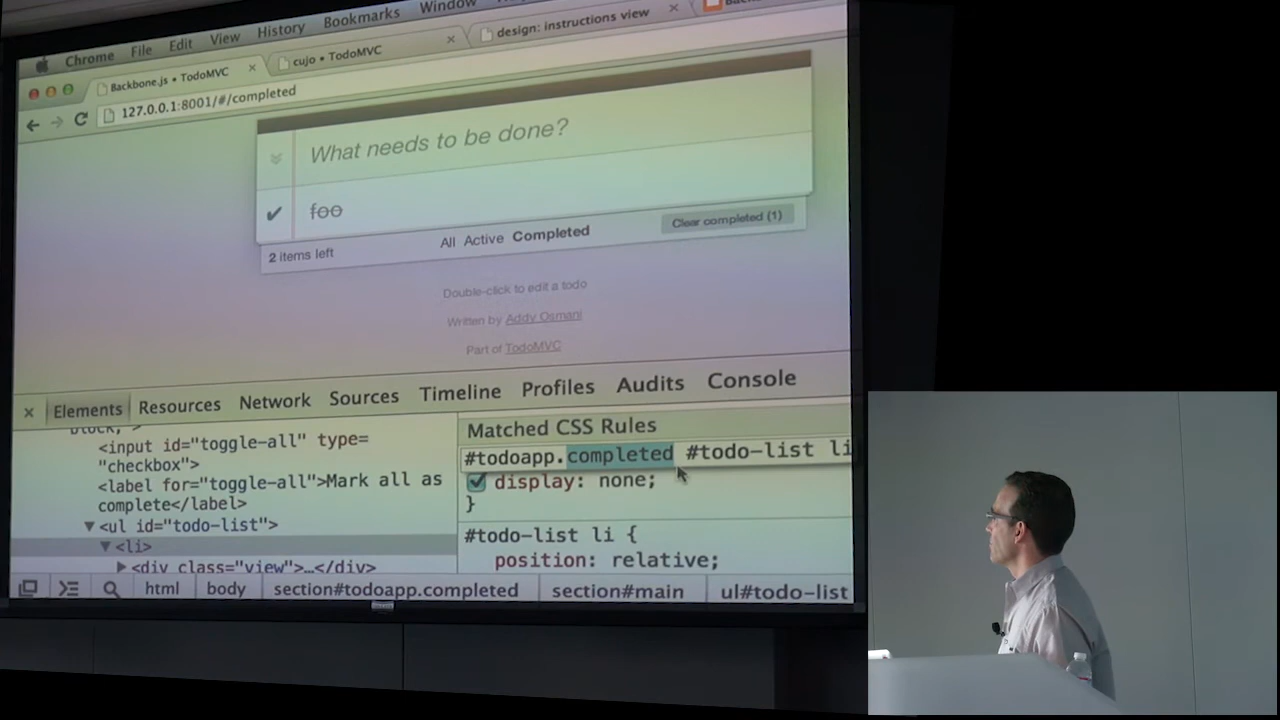 Chrome File Edit View History Bookmarks Window
Backbone.js • TodoMVC
cujo • TodoMVC
design: instructions view
127.0.0.1:8001/#/completed
What needs to be done?
foo
2 items left
All Active Completed
Clear completed (1)
Double-click to edit a todo
Written by Addy Osmani
Part of TodoMVC
Elements Resources Network Sources Timeline Profiles Audits Console
<input id="toggle-all" type=
"checkbox">
<label for="toggle-all">Mark all as
complete</label>
<ul id="todo-list">
<li>
<div class="view">…</div>
Matched CSS Rules
#todoapp.completed #todo-list li
display: none;
}
#todo-list li {
position: relative;
html body section#todoapp.completed section#main ul#todo-list